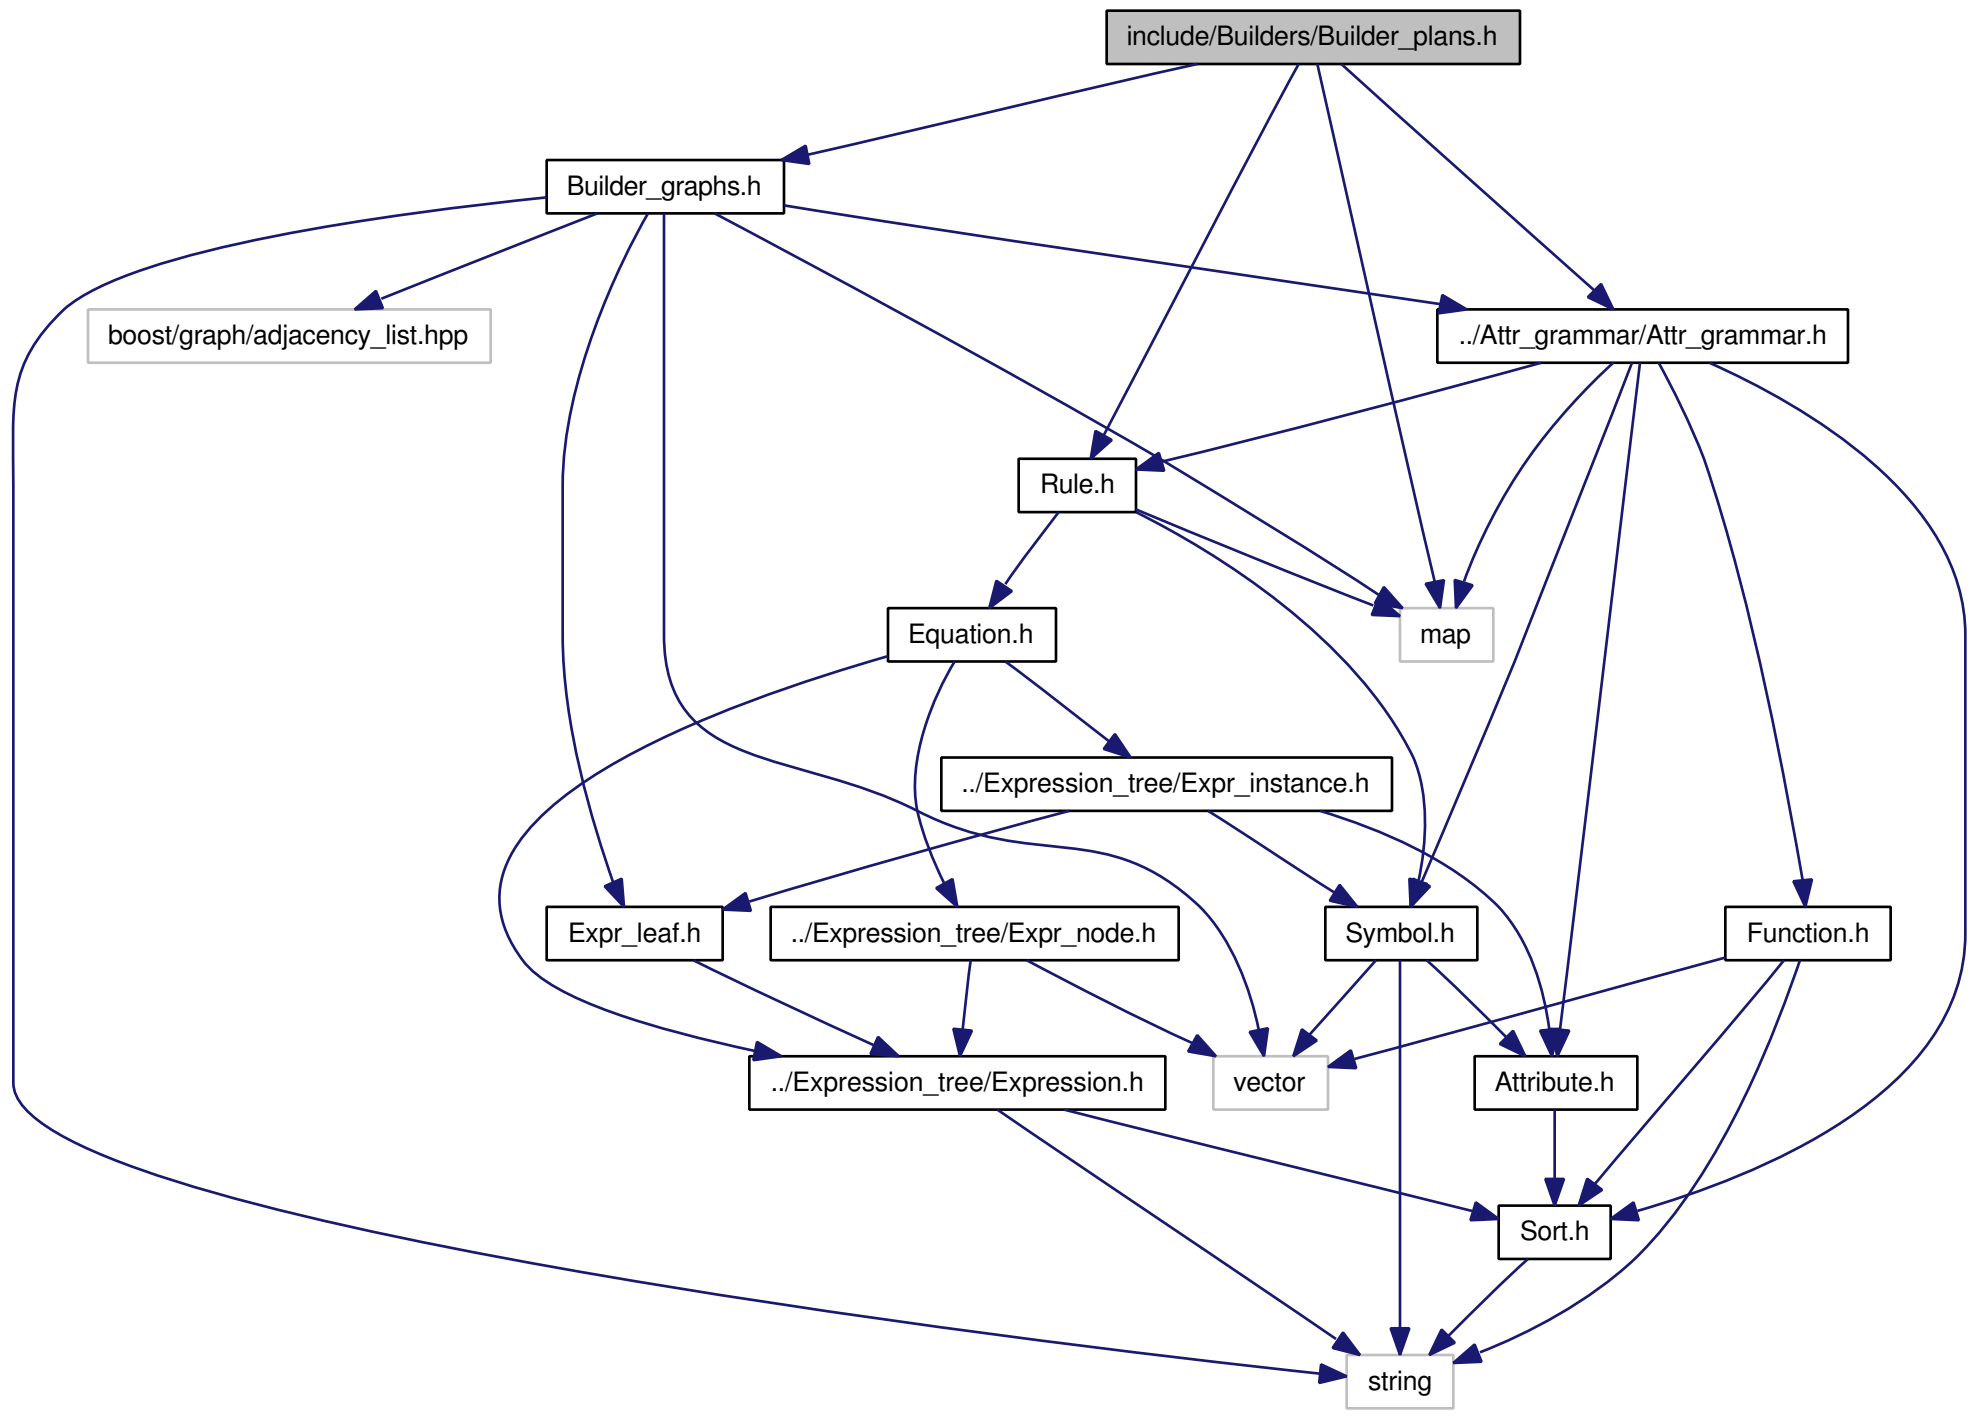 include/Builders/Builder_plans.h
Builder_graphs.h
boost/graph/adjacency_list.hpp
../Attr_grammar/Attr_grammar.h
Rule.h
Equation.h
map
../Expression_tree/Expr_instance.h
Expr_leaf.h
../Expression_tree/Expr_node.h
Symbol.h
Function.h
../Expression_tree/Expression.h
vector
Attribute.h
Sort.h
string